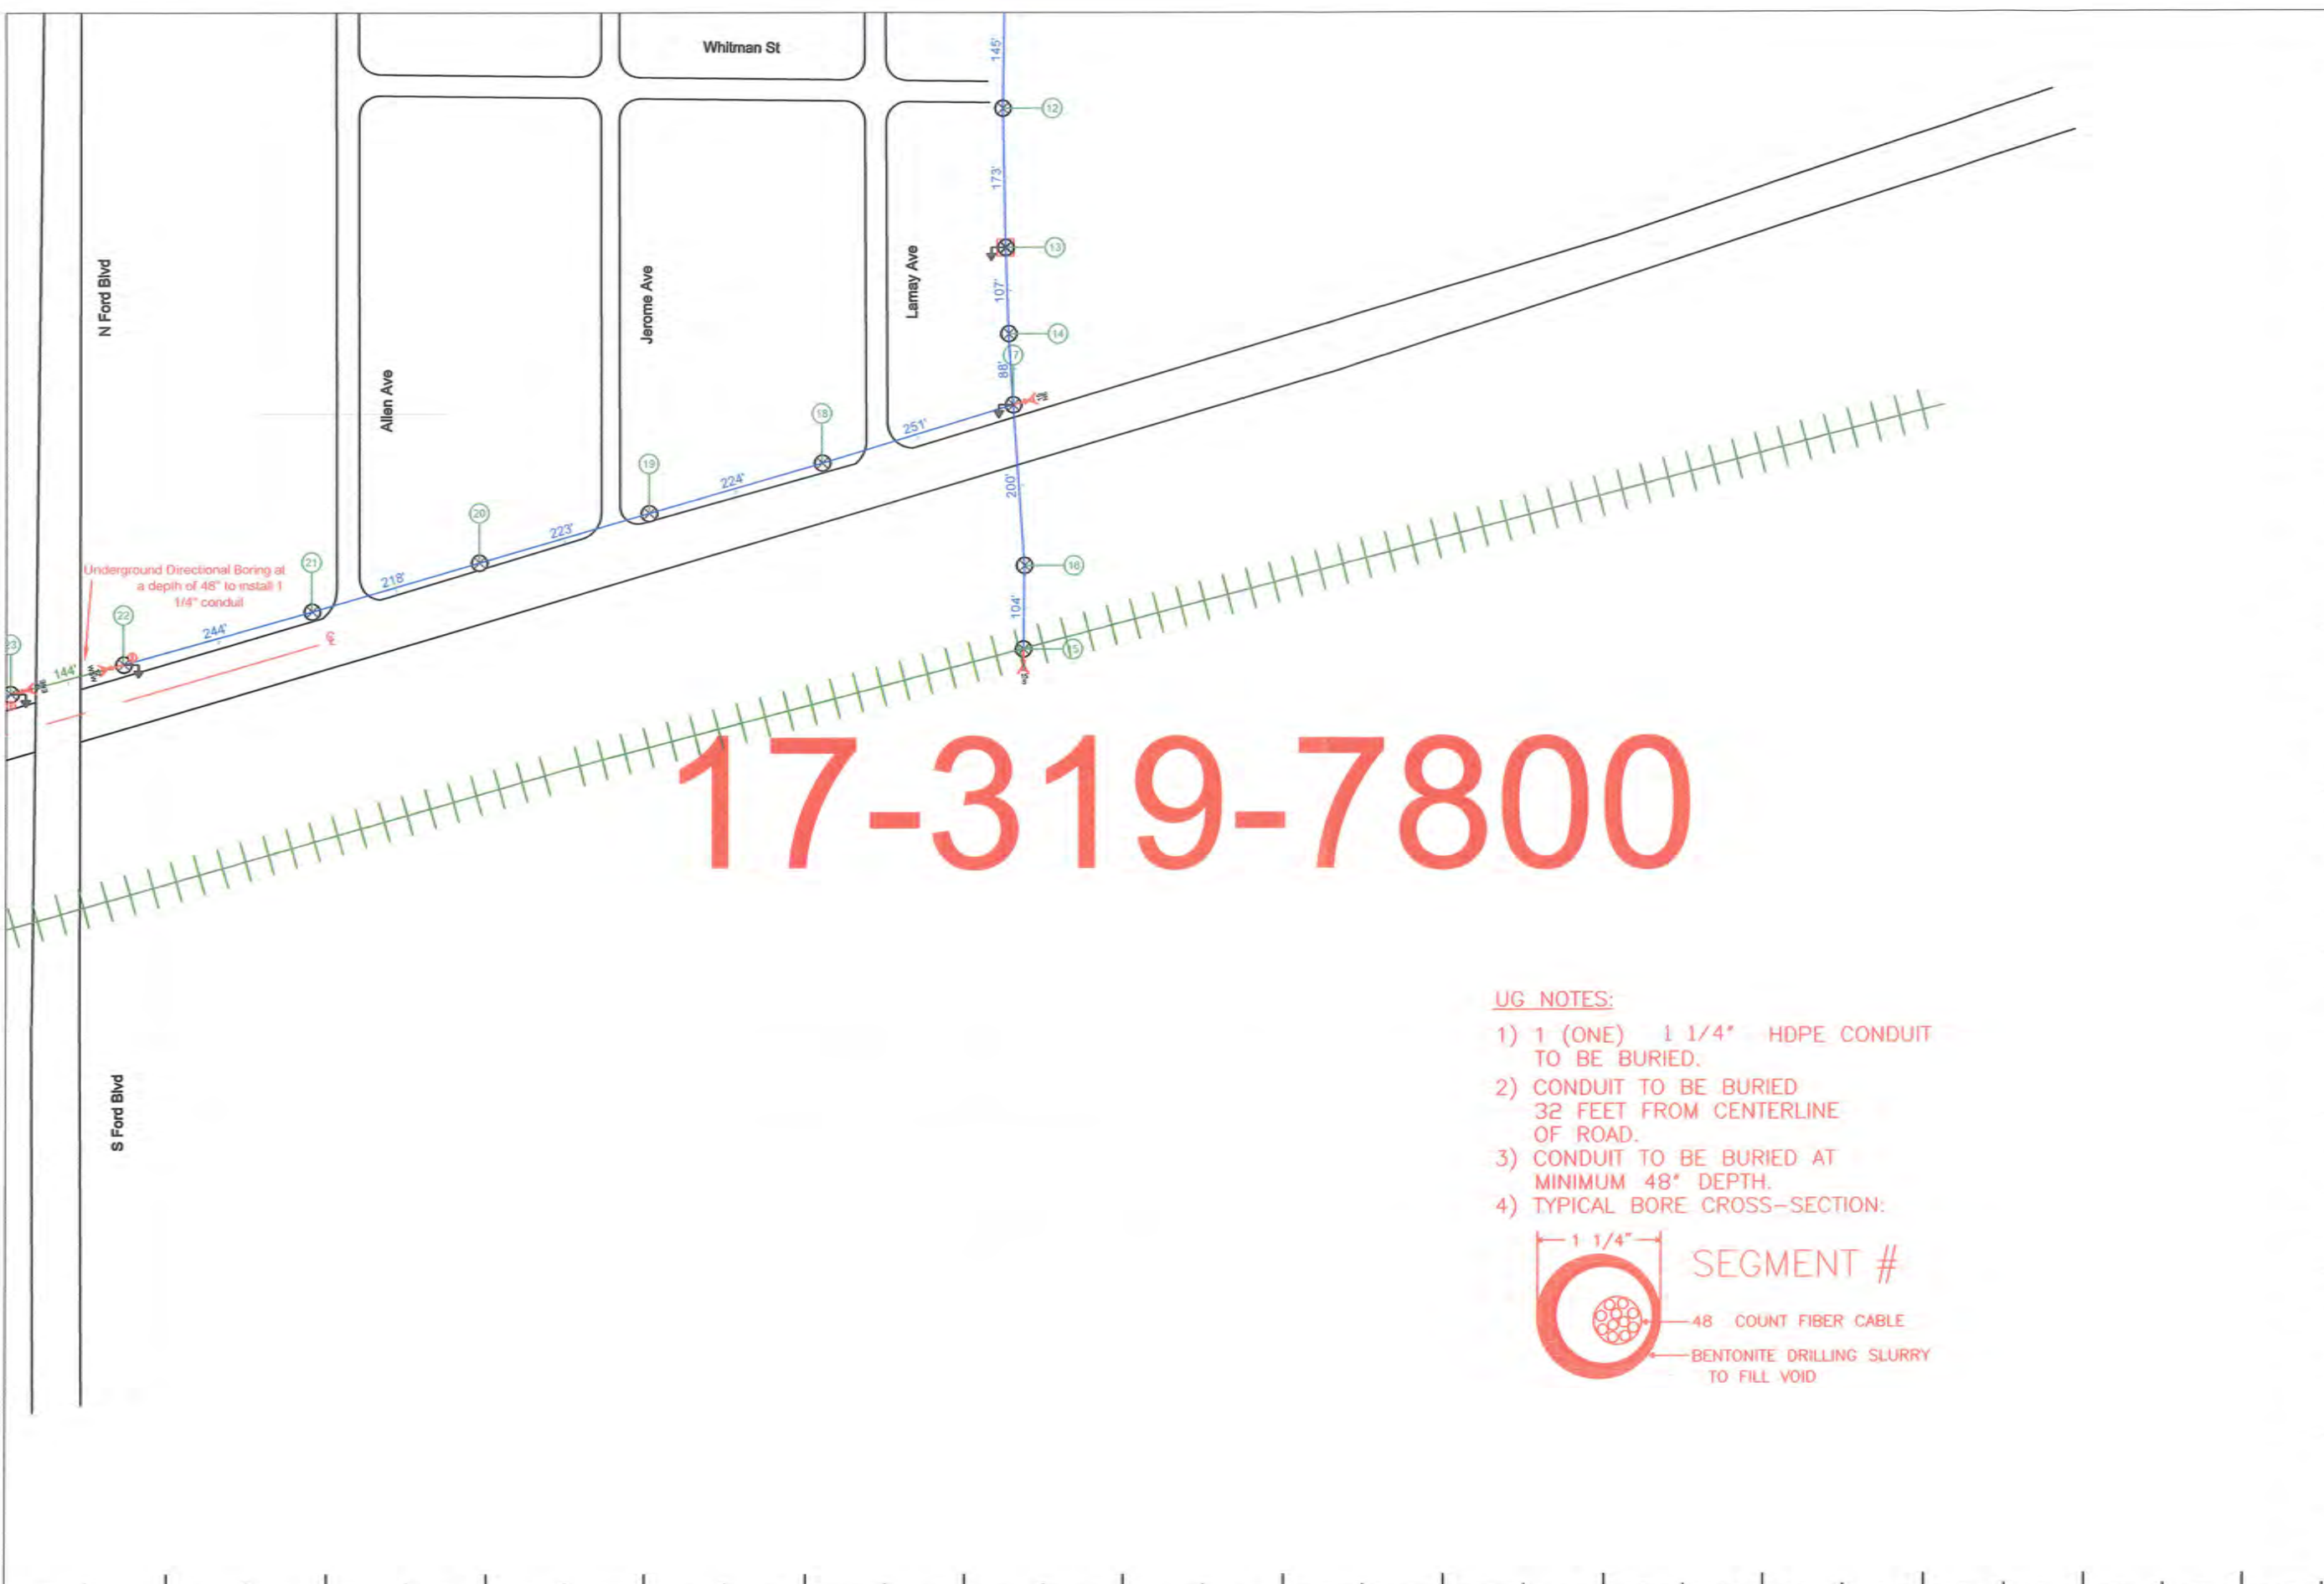 Whitman St
145'
12
173'
N Ford Blvd
Jerome Ave
Lamay Ave
13
107'
14
17
88'
Allen Ave
18
251'
19
224'
200'
20
223'
16
Underground Directional Boring at
a depth of 48" to install 1
1/4" conduit
21
218'
104'
22
244'
23
144'
15
17-319-7800
UG NOTES:
1) 1 (ONE) 1 1/4" HDPE CONDUIT
TO BE BURIED.
2) CONDUIT TO BE BURIED
32 FEET FROM CENTERLINE
OF ROAD.
3) CONDUIT TO BE BURIED AT
MINIMUM 48" DEPTH.
4) TYPICAL BORE CROSS-SECTION:
S Ford Blvd
1 1/4"
SEGMENT #
48 COUNT FIBER CABLE
BENTONITE DRILLING SLURRY
TO FILL VOID